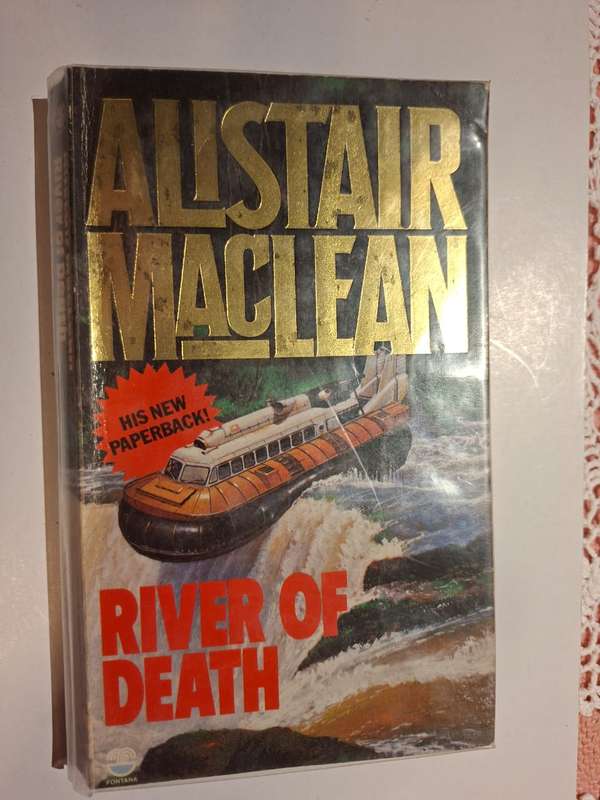 ALISTAIR
MACLEAN
HIS NEW
PAPERBACK!
RIVER OF
DEATH
FONTANA